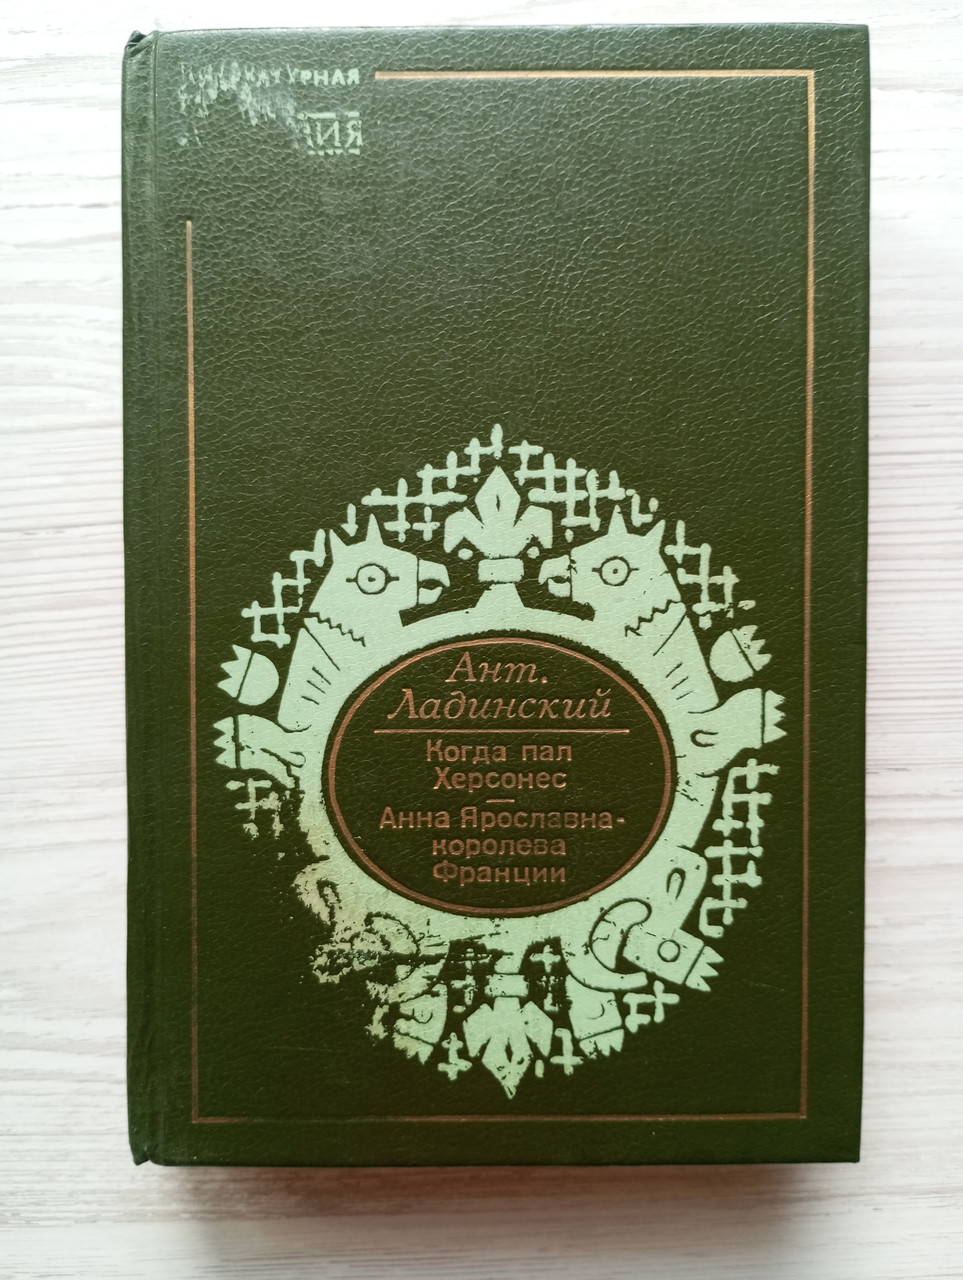 Ант.
Ладинский
Когда пал
Херсонес
Анна Ярославна-
королева
Франции